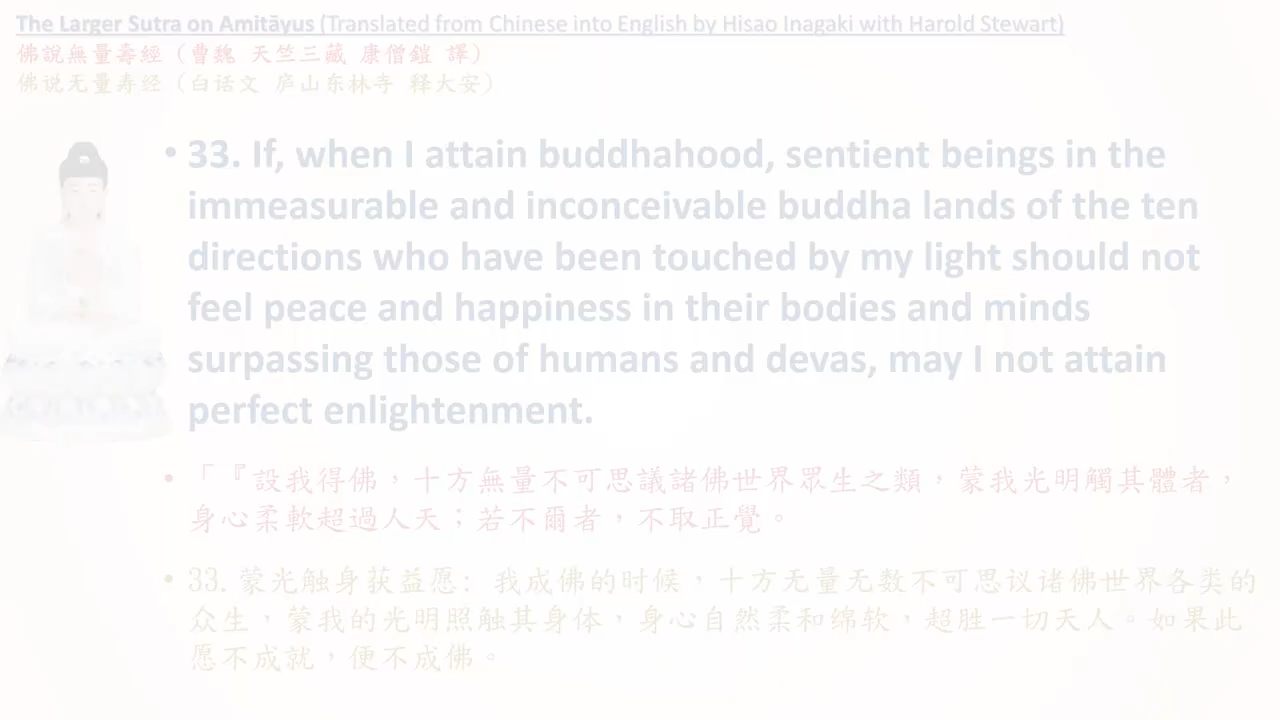 The Larger Sutra on Amitāyus (Translated from Chinese into English by Hisao Inagaki with Harold Stewart)
佛說無量壽經（曹魏 天竺三藏 康僧鎧 譯）
佛说无量寿经（白话文 庐山东林寺 释大安）
• 33. If, when I attain buddhahood, sentient beings in the
immeasurable and inconceivable buddha lands of the ten
directions who have been touched by my light should not
feel peace and happiness in their bodies and minds
surpassing those of humans and devas, may I not attain
perfect enlightenment.
• 「『設我得佛，十方無量不可思議諸佛世界眾生之類，蒙我光明觸其體者，
身心柔軟超過人天；若不爾者，不取正覺。
• 33. 蒙光触身获益愿: 我成佛的时候，十方无量无数不可思议诸佛世界各类的
众生，蒙我的光明照触其身体，身心自然柔和绵软，超胜一切天人。如果此
愿不成就，便不成佛。